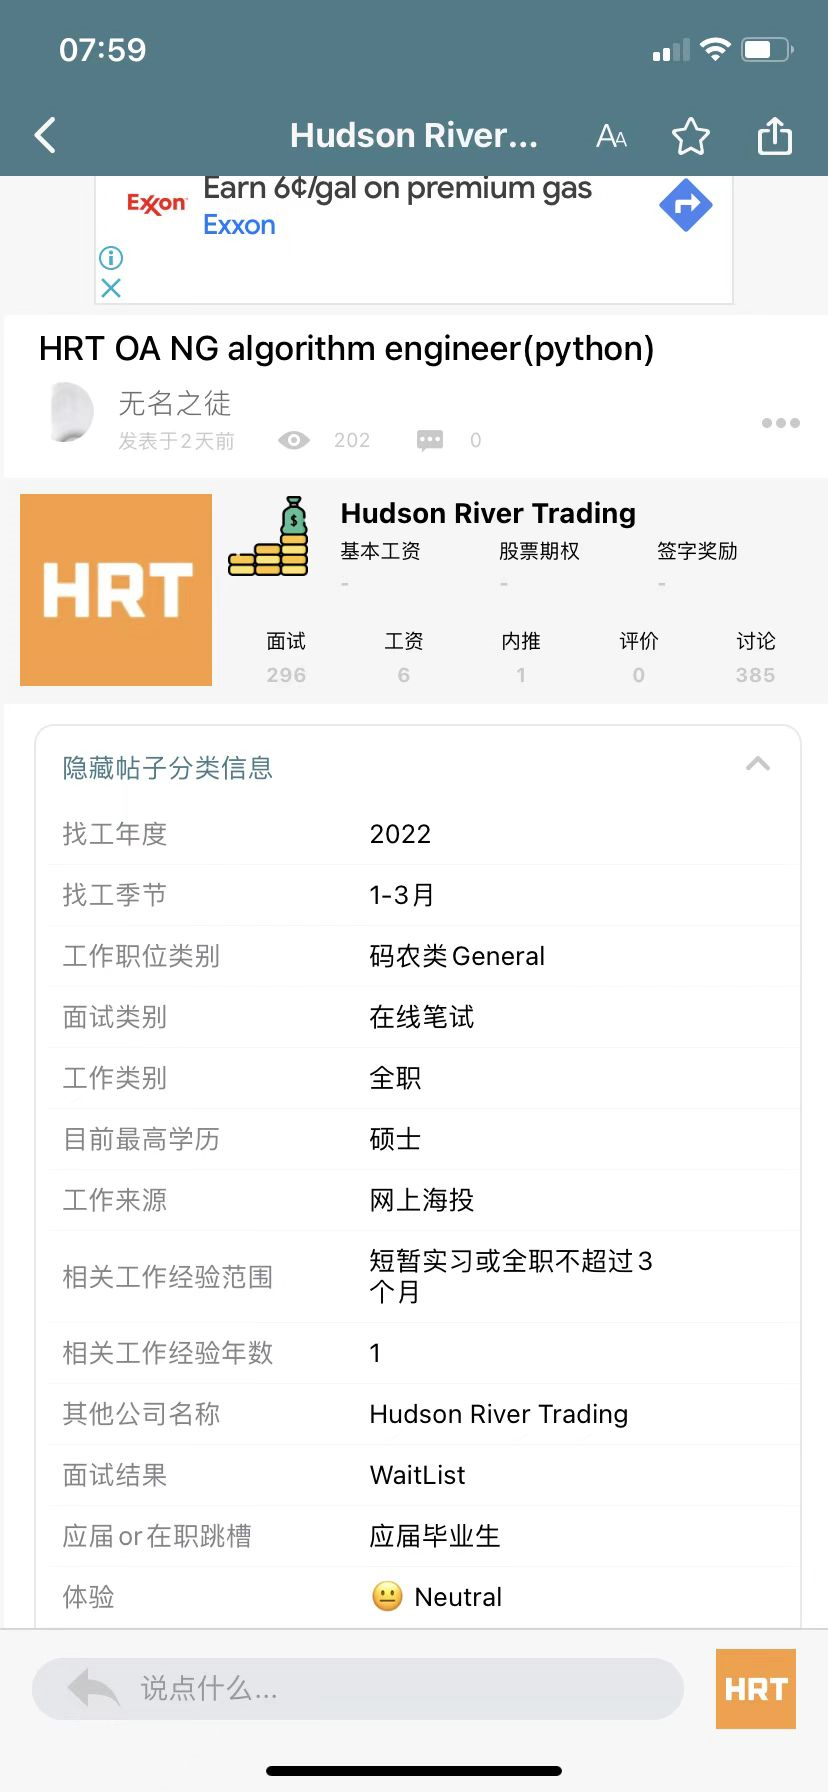 07:59
Hudson River...
AA
Exxon
Earn 6¢/gal on premium gas
Exxon
HRT OA NG algorithm engineer(python)
无名之徒
发表于2天前 202 0
HRT
Hudson River Trading
基本工资 股票期权 签字奖励
- - -
面试 工资 内推 评价 讨论
296 6 1 0 385
隐藏帖子分类信息
找工年度 2022
找工季节 1-3月
工作职位类别 码农类General
面试类别 在线笔试
工作类别 全职
目前最高学历 硕士
工作来源 网上海投
相关工作经验范围 短暂实习或全职不超过3
个月
相关工作经验年数 1
其他公司名称 Hudson River Trading
面试结果 WaitList
应届or在职跳槽 应届毕业生
体验 😐 Neutral
说点什么...
HRT